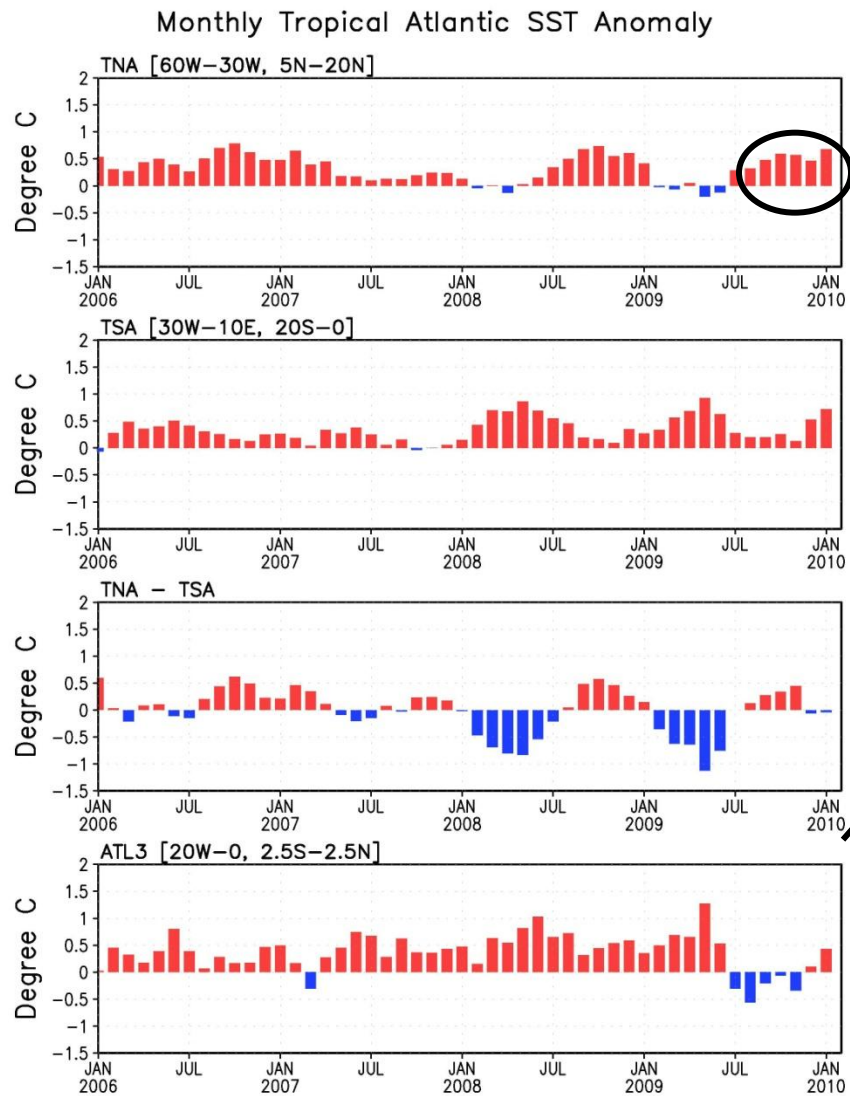 Monthly Tropical Atlantic SST Anomaly
TNA [60W-30W, 5N-20N]
Degree C
2
1.5
1
0.5
0
-0.5
-1
-1.5
JAN JUL JAN JUL JAN JUL JAN JUL JAN
2006 2007 2008 2009 2010
TSA [30W-10E, 20S-0]
Degree C
2
1.5
1
0.5
0
-0.5
-1
-1.5
JAN JUL JAN JUL JAN JUL JAN JUL JAN
2006 2007 2008 2009 2010
TNA - TSA
Degree C
2
1.5
1
0.5
0
-0.5
-1
-1.5
JAN JUL JAN JUL JAN JUL JAN JUL JAN
2006 2007 2008 2009 2010
ATL3 [20W-0, 2.5S-2.5N]
Degree C
2
1.5
1
0.5
0
-0.5
-1
-1.5
JAN JUL JAN JUL JAN JUL JAN JUL JAN
2006 2007 2008 2009 2010